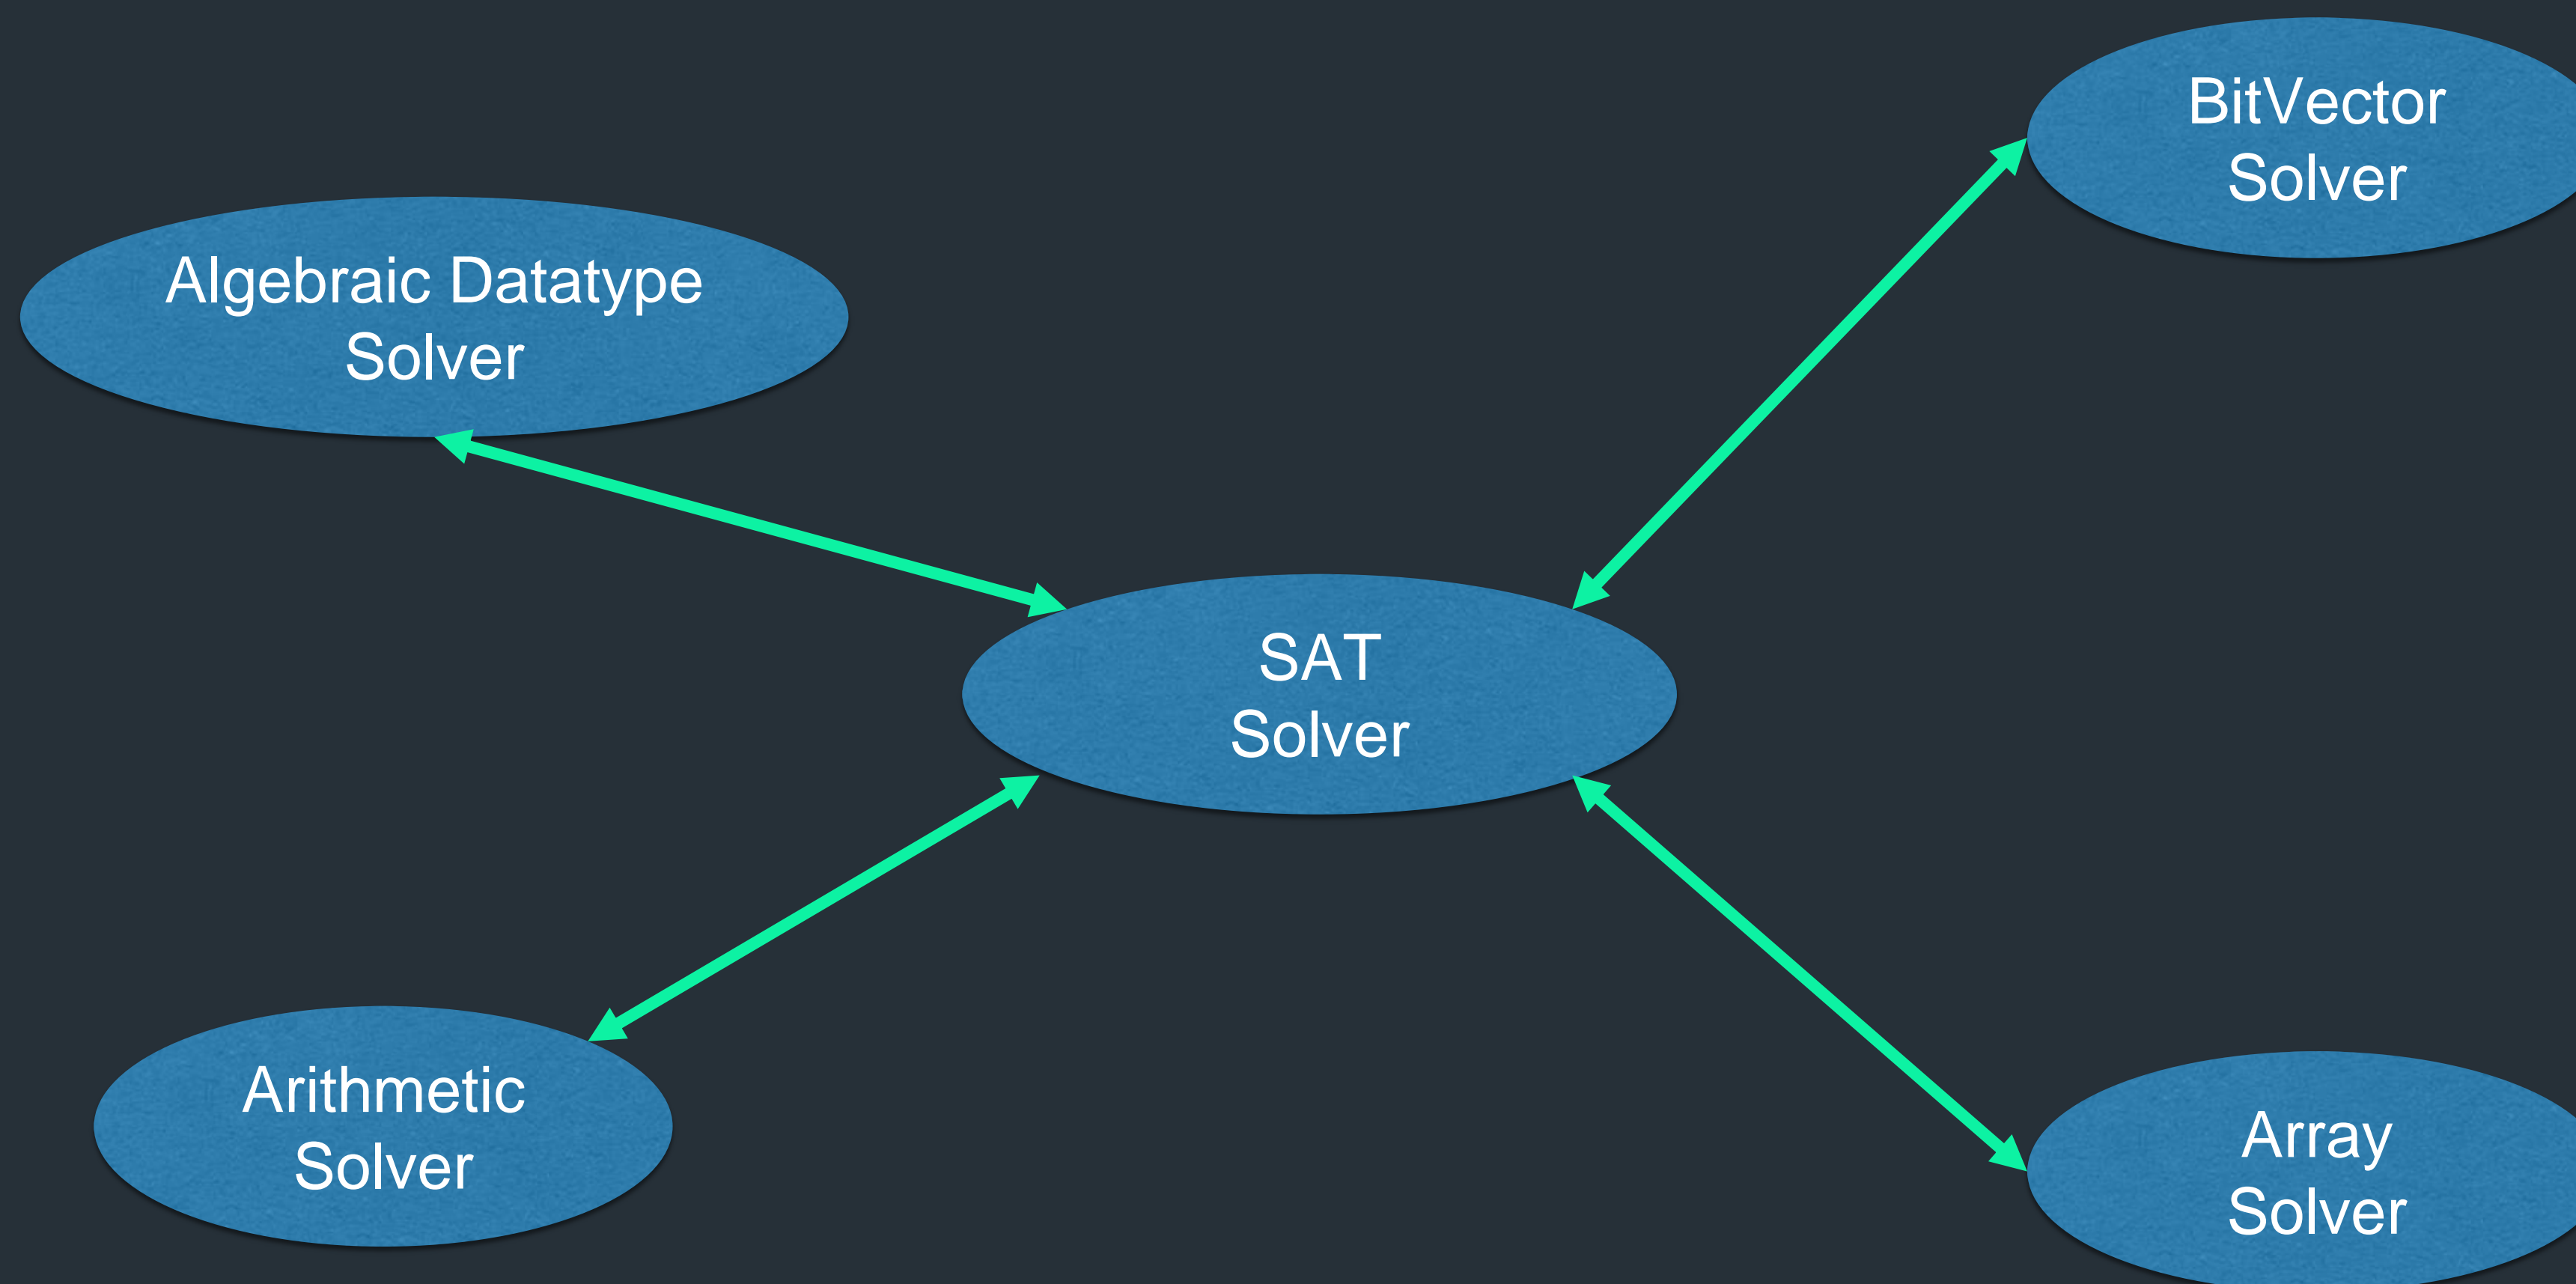 BitVector
Solver
Algebraic Datatype
Solver
SAT
Solver
Arithmetic
Solver
Array
Solver